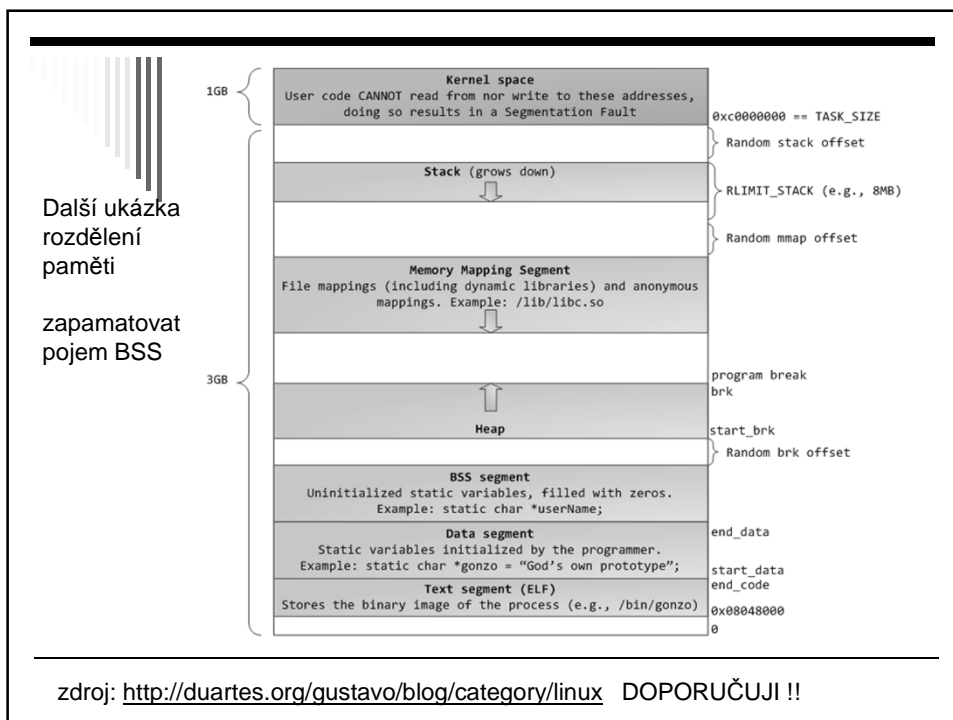 Kernel space
1GB
User code CANNOT read from nor write to these addresses,
doing so results in a Segmentation Fault
0xc0000000 == TASK_SIZE
Random stack offset
Stack (grows down)
RLIMIT_STACK (e.g., 8MB)
Další ukázka
rozdělení
paměti
zapamatovat
pojem BSS
Random mmap offset
Memory Mapping Segment
File mappings (including dynamic libraries) and anonymous
mappings. Example: /lib/libc.so
3GB
program break
brk
Heap
start_brk
Random brk offset
BSS segment
Uninitialized static variables, filled with zeros.
Example: static char *userName;
Data segment
end_data
Static variables initialized by the programmer.
Example: static char *gonzo = “God’s own prototype”;
start_data
end_code
Text segment (ELF)
Stores the binary image of the process (e.g., /bin/gonzo)
0x08048000
0
zdroj: http://duartes.org/gustavo/blog/category/linux DOPORUČUJI !!